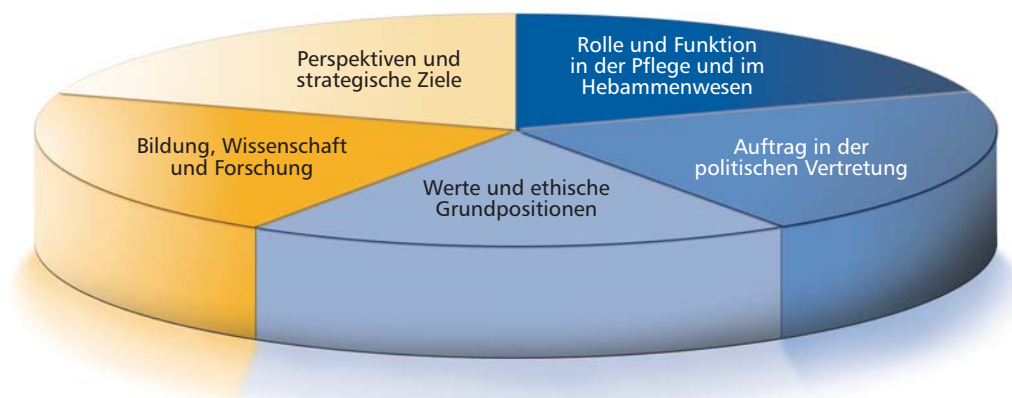 Perspektiven und
strategische Ziele
Rolle und Funktion
in der Pflege und im
Hebammenwesen
Bildung, Wissenschaft
und Forschung
Auftrag in der
politischen Vertretung
Werte und ethische
Grundpositionen